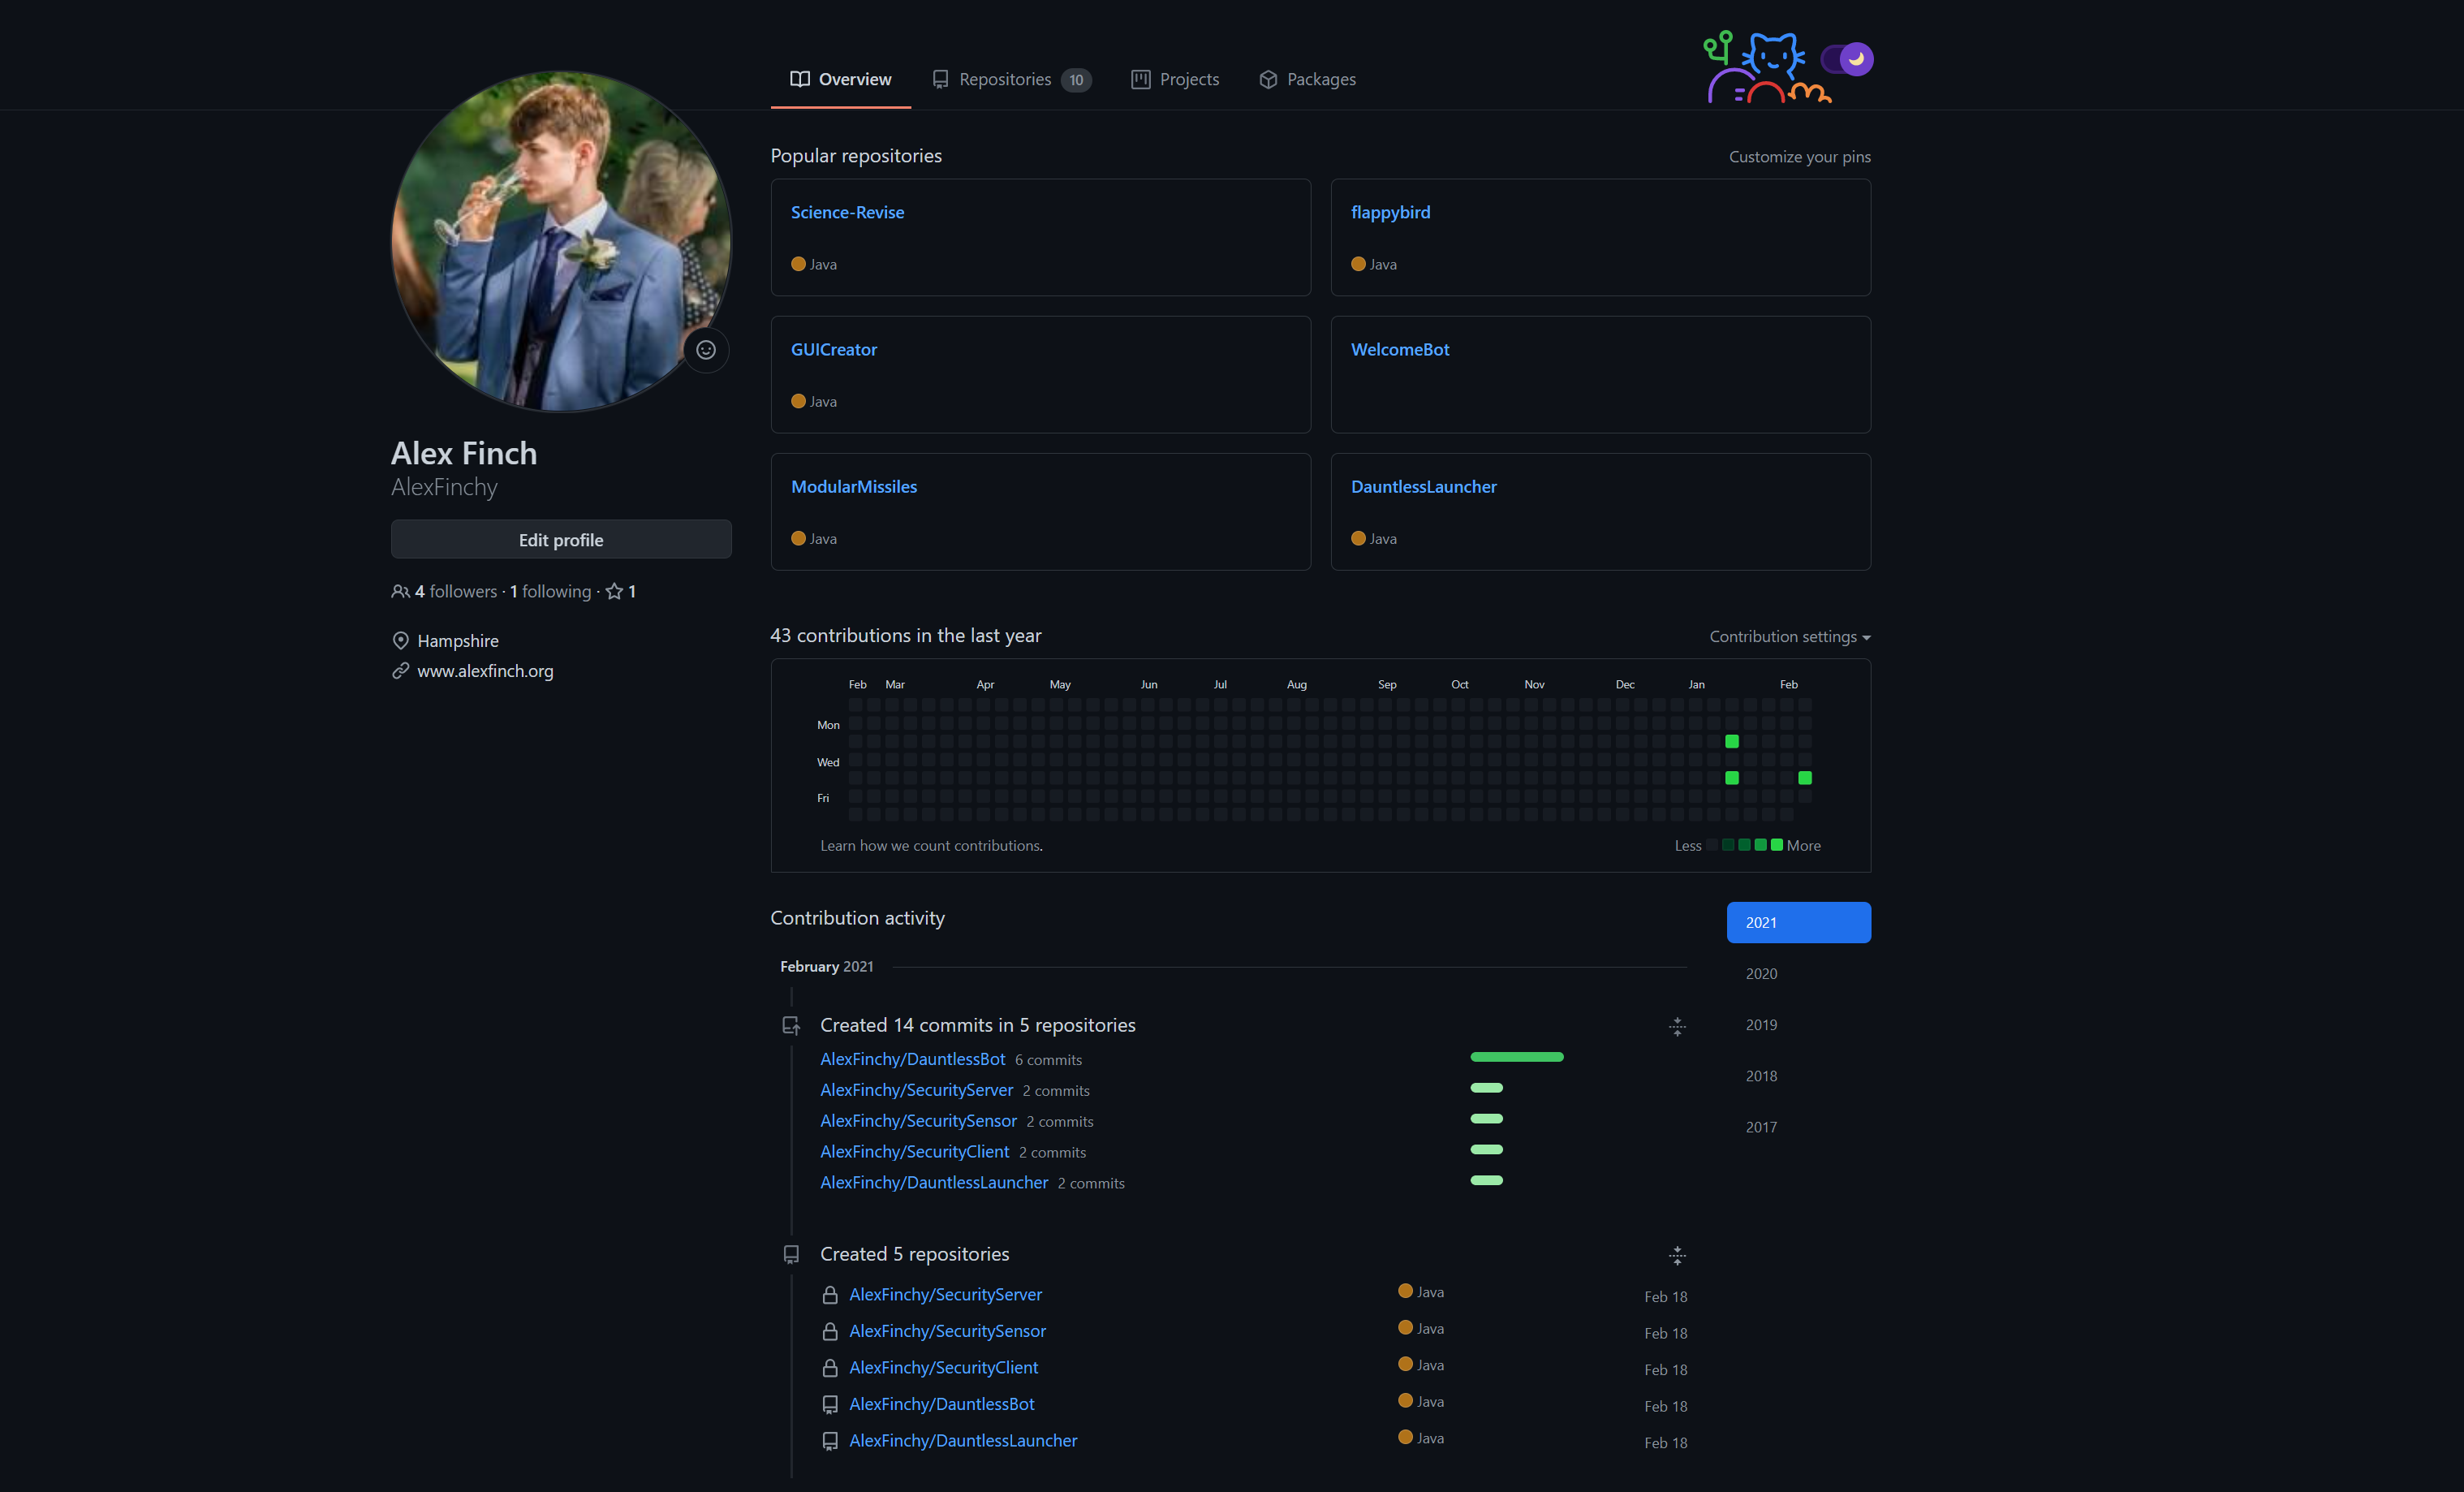 Overview Repositories 10 Projects Packages
Popular repositories Customize your pins
Science-Revise
Java
flappybird
Java
GUICreator
Java
WelcomeBot
ModularMissiles
Java
DauntlessLauncher
Java
Alex Finch
AlexFinchy
Edit profile
4 followers · 1 following · 1
Hampshire
www.alexfinch.org
43 contributions in the last year Contribution settings
Feb Mar Apr May Jun Jul Aug Sep Oct Nov Dec Jan Feb
Mon
Wed
Fri
Learn how we count contributions. Less More
Contribution activity
2021
2020
2019
2018
2017
February 2021
Created 14 commits in 5 repositories
AlexFinchy/DauntlessBot 6 commits
AlexFinchy/SecurityServer 2 commits
AlexFinchy/SecuritySensor 2 commits
AlexFinchy/SecurityClient 2 commits
AlexFinchy/DauntlessLauncher 2 commits
Created 5 repositories
AlexFinchy/SecurityServer Java Feb 18
AlexFinchy/SecuritySensor Java Feb 18
AlexFinchy/SecurityClient Java Feb 18
AlexFinchy/DauntlessBot Java Feb 18
AlexFinchy/DauntlessLauncher Java Feb 18